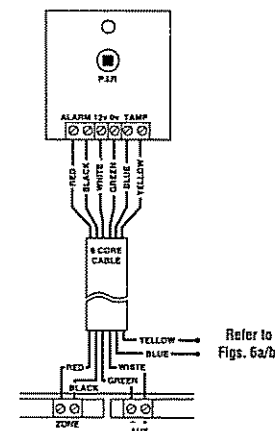 P.I.R
ALARM 12v 0v TAMP
RED
BLACK
WHITE
GREEN
BLUE
YELLOW
6 CORE
CABLE
YELLOW
BLUE
Refer to
Figs. 6a/b
RED
WHITE
BLACK
GREEN
ZONE
AUX